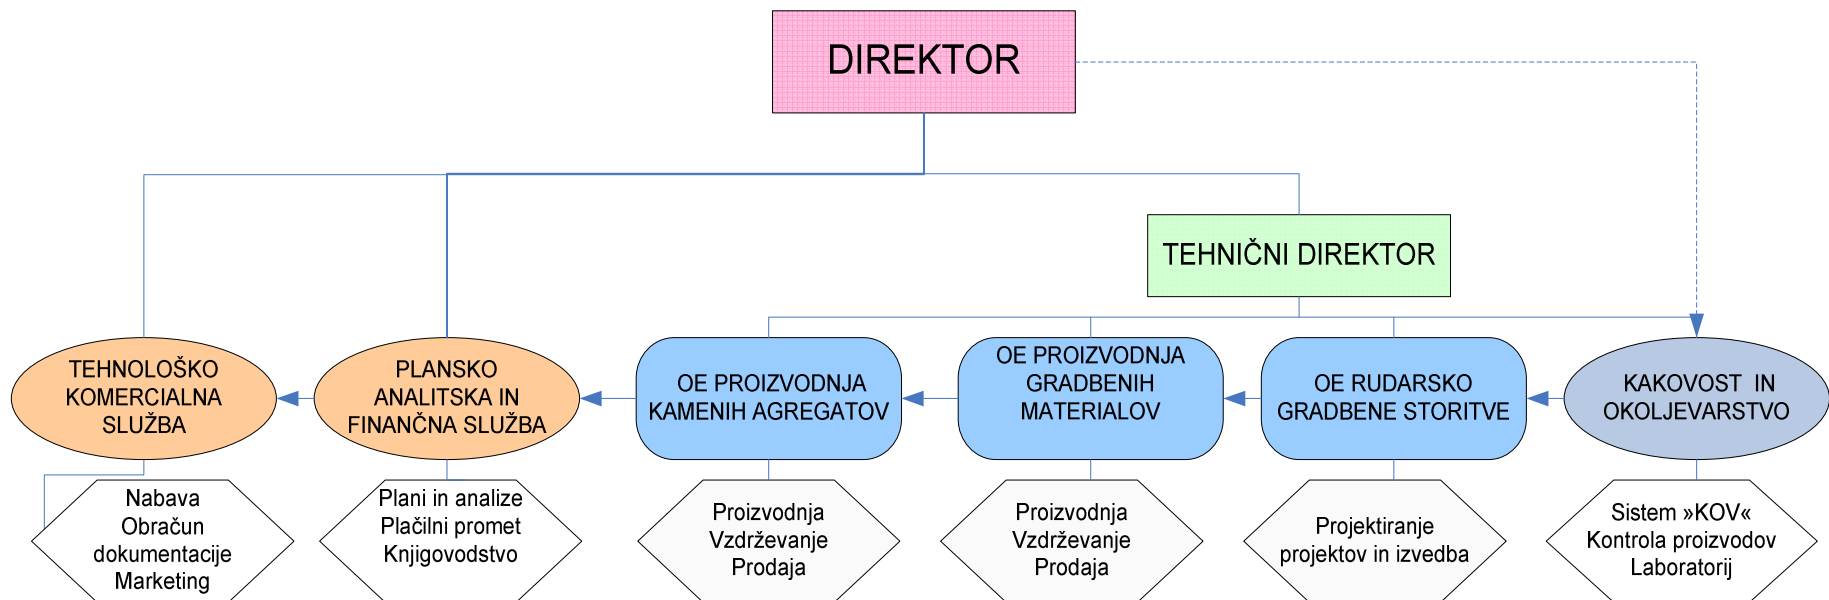 DIREKTOR
TEHNIČNI DIREKTOR
TEHNOLOŠKO
KOMERCIALNA
SLUŽBA
PLANSKO
ANALITSKA IN
FINANČNA SLUŽBA
OE PROIZVODNJA
KAMENIH AGREGATOV
OE PROIZVODNJA
GRADBENIH
MATERIALOV
OE RUDARSKO
GRADBENE STORITVE
KAKOVOST IN
OKOLJEVARSTVO
Nabava
Obračun
dokumentacije
Marketing
Plani in analize
Plačilni promet
Knjigovodstvo
Proizvodnja
Vzdrževanje
Prodaja
Proizvodnja
Vzdrževanje
Prodaja
Projektiranje
projektov in izvedba
Sistem »KOV«
Kontrola proizvodov
Laboratorij